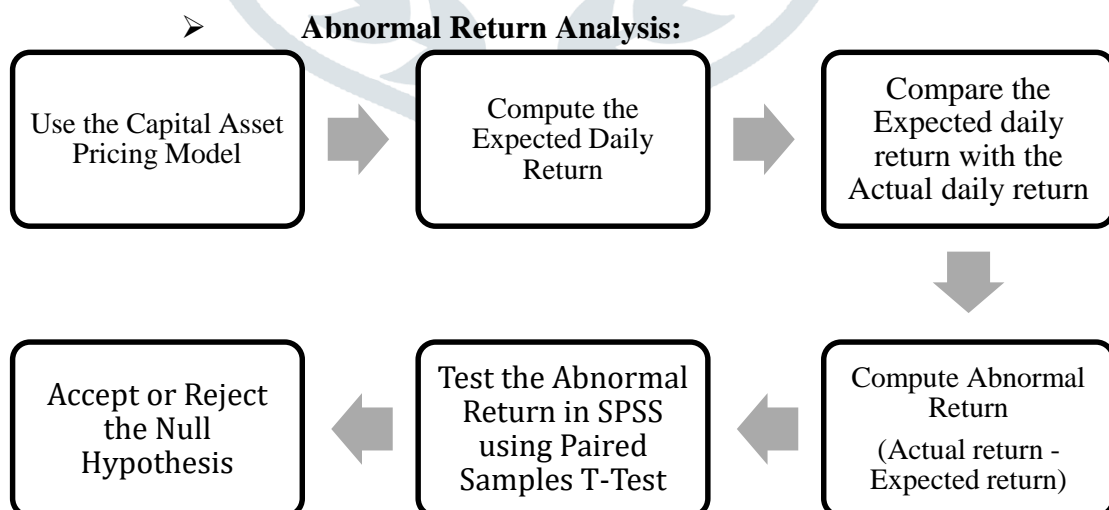 ➢ Abnormal Return Analysis:
Use the Capital Asset
Pricing Model
Compute the
Expected Daily
Return
Compare the
Expected daily
return with the
Actual daily return
Compute Abnormal
Return
(Actual return -
Expected return)
Test the Abnormal
Return in SPSS
using Paired
Samples T-Test
Accept or Reject
the Null
Hypothesis